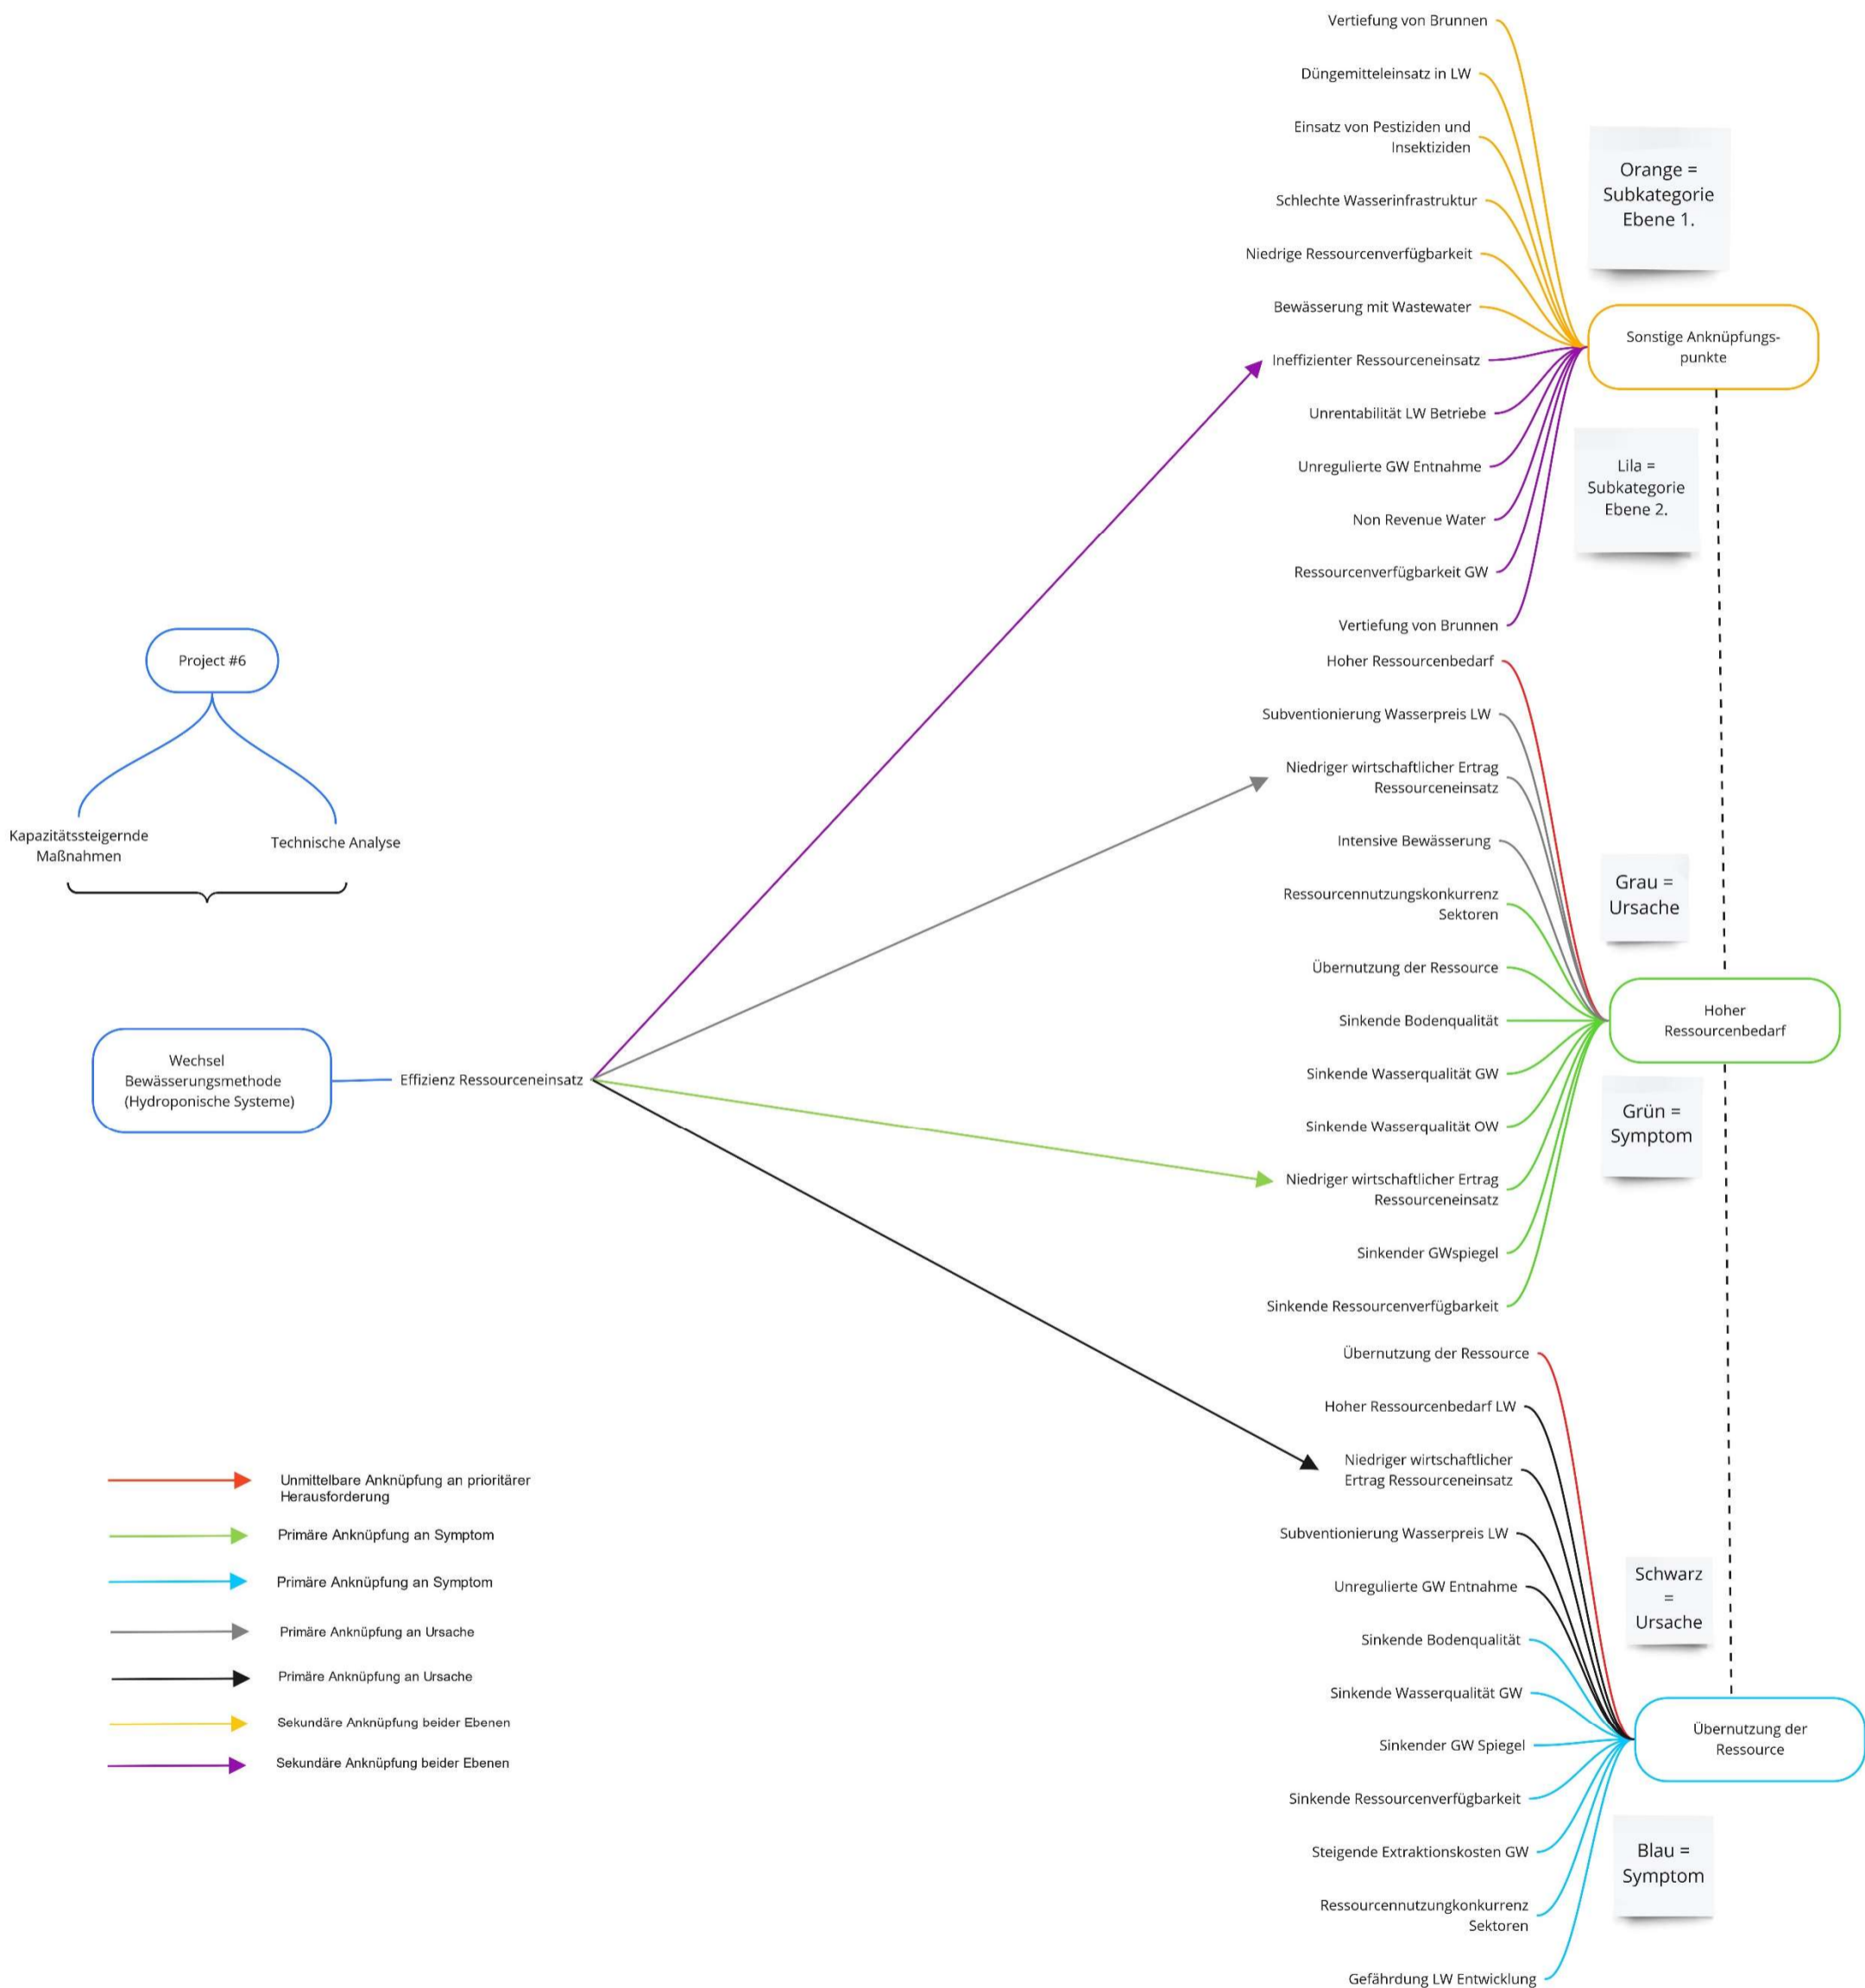 Vertiefung von Brunnen
Düngemitteleinsatz in LW
Einsatz von Pestiziden und
Insektiziden
Schlechte Wasserinfrastruktur
Niedrige Ressourcenverfügbarkeit
Bewässerung mit Wastewater
Ineffizienter Ressourceneinsatz
Unrentabilität LW Betriebe
Unregulierte GW Entnahme
Non Revenue Water
Ressourcenverfügbarkeit GW
Vertiefung von Brunnen
Orange =
Subkategorie
Ebene 1.
Sonstige Anknüpfungs-
punkte
Lila =
Subkategorie
Ebene 2.
Project #6
Kapazitätssteigernde
Maßnahmen
Technische Analyse
Wechsel
Bewässerungsmethode
(Hydroponische Systeme)
Effizienz Ressourceneinsatz
Hoher Ressourcenbedarf
Subventionierung Wasserpreis LW
Niedriger wirtschaftlicher Ertrag
Ressourceneinsatz
Intensive Bewässerung
Ressourcennutzungskonkurrenz
Sektoren
Übernutzung der Ressource
Sinkende Bodenqualität
Sinkende Wasserqualität GW
Sinkende Wasserqualität OW
Niedriger wirtschaftlicher Ertrag
Ressourceneinsatz
Sinkender GWspiegel
Sinkende Ressourcenverfügbarkeit
Grau =
Ursache
Hoher
Ressourcenbedarf
Grün =
Symptom
Übernutzung der Ressource
Hoher Ressourcenbedarf LW
Niedriger wirtschaftlicher
Ertrag Ressourceneinsatz
Subventionierung Wasserpreis LW
Unregulierte GW Entnahme
Sinkende Bodenqualität
Sinkende Wasserqualität GW
Sinkender GW Spiegel
Sinkende Ressourcenverfügbarkeit
Steigende Extraktionskosten GW
Ressourcennutzungkonkurrenz
Sektoren
Gefährdung LW Entwicklung
Schwarz
=
Ursache
Übernutzung der
Ressource
Blau =
Symptom
Unmittelbare Anknüpfung an prioritärer
Herausforderung
Primäre Anknüpfung an Symptom
Primäre Anknüpfung an Symptom
Primäre Anknüpfung an Ursache
Primäre Anknüpfung an Ursache
Sekundäre Anknüpfung beider Ebenen
Sekundäre Anknüpfung beider Ebenen